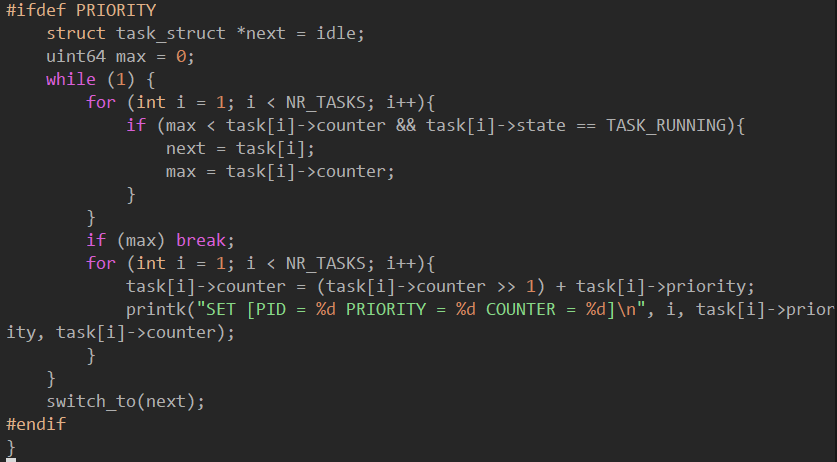 #ifdef PRIORITY
    struct task_struct *next = idle;
    uint64 max = 0;
    while (1) {
        for (int i = 1; i < NR_TASKS; i++){
            if (max < task[i]->counter && task[i]->state == TASK_RUNNING){
                next = task[i];
                max = task[i]->counter;
            }
        }
        if (max) break;
        for (int i = 1; i < NR_TASKS; i++){
            task[i]->counter = (task[i]->counter >> 1) + task[i]->priority;
            printk("SET [PID = %d PRIORITY = %d COUNTER = %d]\n", i, task[i]->prior
ity, task[i]->counter);
        }
    }
    switch_to(next);
#endif
}